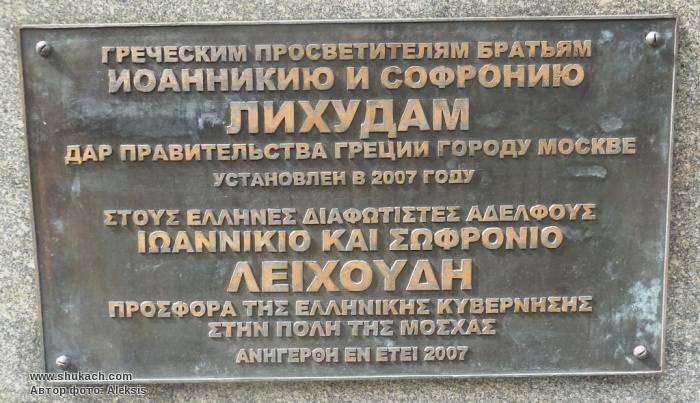 ГРЕЧЕСКИМ ПРОСВЕТИТЕЛЯМ БРАТЬЯМ
ИОАННИКИЮ И СОФРОНИЮ
ЛИХУДАМ
ДАР ПРАВИТЕЛЬСТВА ГРЕЦИИ ГОРОДУ МОСКВЕ
УСТАНОВЛЕН В 2007 ГОДУ
ΣΤΟΥΣ ΕΛΛΗΝΕΣ ΔΙΑΦΩΤΙΣΤΕΣ ΑΔΕΛΦΟΥΣ
ΙΩΑΝΝΙΚΙΟ ΚΑΙ ΣΩΦΡΟΝΙΟ
ΛΕΙΧΟΥΔΗ
ΠΡΟΣΦΟΡΑ ΤΗΣ ΕΛΛΗΝΙΚΗΣ ΚΥΒΕΡΝΗΣΗΣ
ΣΤΗΝ ΠΟΛΗ ΤΗΣ ΜΟΣΧΑΣ
ΑΝΗΓΕΡΘΗ ΕΝ ΕΤΕΙ 2007
www.shukach.com
Автор фото: Aleksis